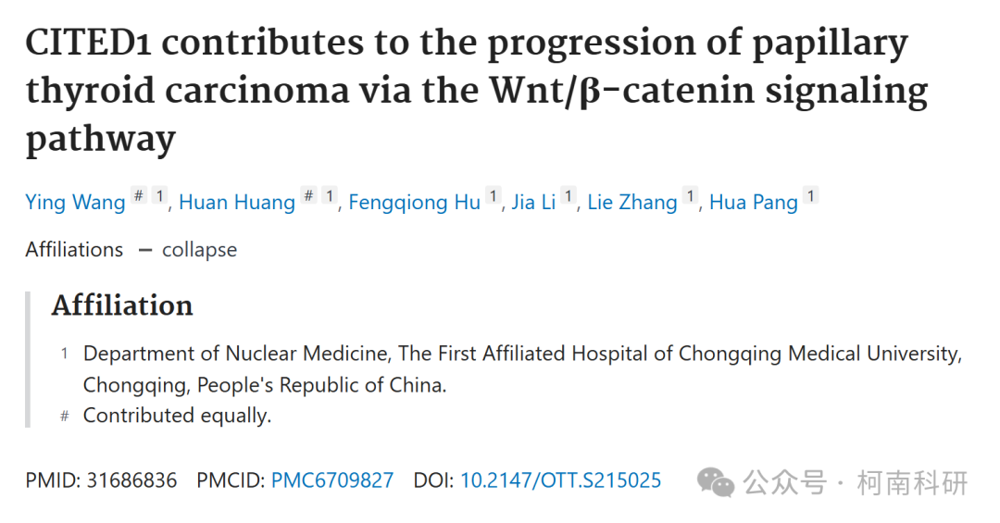 CITED1 contributes to the progression of papillary
thyroid carcinoma via the Wnt/β-catenin signaling
pathway
Ying Wang # 1, Huan Huang # 1, Fengqiong Hu 1, Jia Li 1, Lie Zhang 1, Hua Pang 1
Affiliations — collapse
Affiliation
1 Department of Nuclear Medicine, The First Affiliated Hospital of Chongqing Medical University,
Chongqing, People's Republic of China.
# Contributed equally.
PMID: 31686836 PMCID: PMC6709827 DOI: 10.2147/OTT.S215025
公众号 · 柯南科研